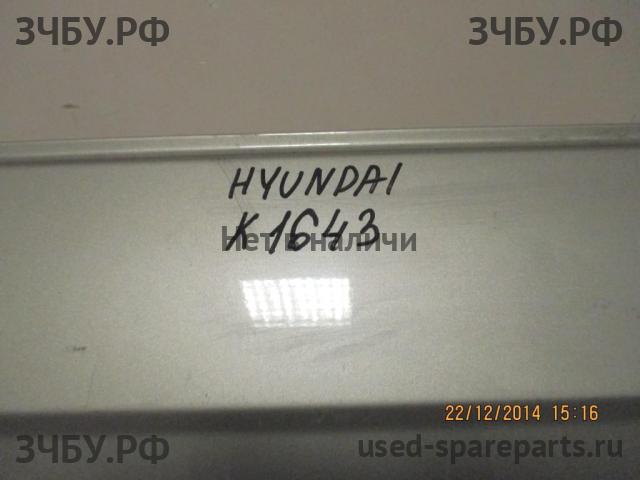 ЗЧБУ.РФ ЗЧБУ.РФ
HYUNDAI
K1643
Нет в наличи
22/12/2014 15:16
ЗЧБУ.РФ used-spareparts.ru